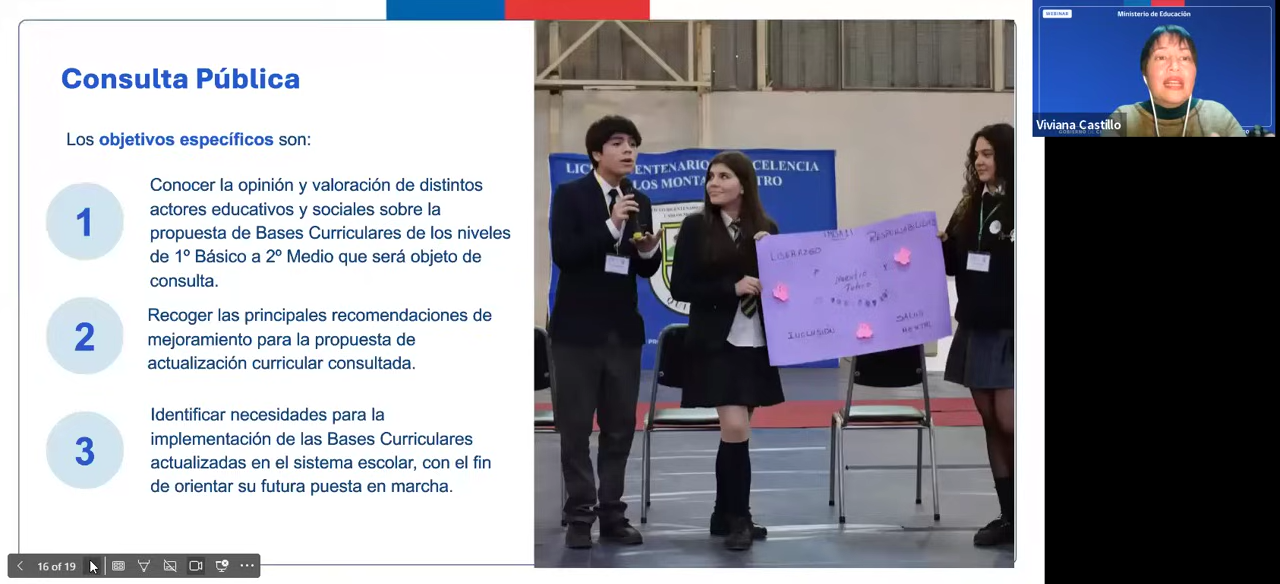 Consulta Pública
Los objetivos específicos son:
1
Conocer la opinión y valoración de distintos
actores educativos y sociales sobre la
propuesta de Bases Curriculares de los niveles
de 1º Básico a 2º Medio que será objeto de
consulta.
2
Recoger las principales recomendaciones de
mejoramiento para la propuesta de
actualización curricular consultada.
3
Identificar necesidades para la
implementación de las Bases Curriculares
actualizadas en el sistema escolar, con el fin
de orientar su futura puesta en marcha.
16 of 19
LIDERAZGO
RESPONSABILIDAD
INCLUSIÓN
SALUD
MENTAL
WEBINAR
Ministerio de Educación
Viviana Castillo